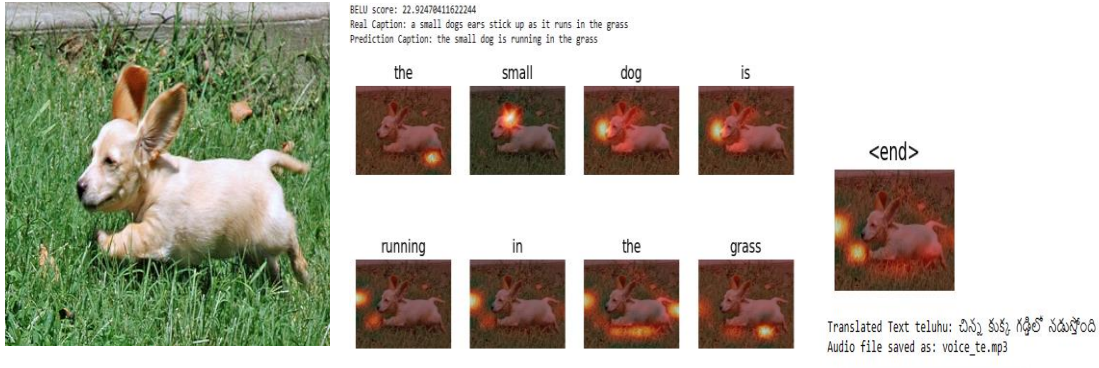 BELU score: 22.92470411622244
Real Caption: a small dogs ears stick up as it runs in the grass
Prediction Caption: the small dog is running in the grass
the small dog is
running in the grass
<end>
Translated Text teluhu: చిన్న కుక్క గడ్డిలో నడుస్తోంది
Audio file saved as: voice_te.mp3